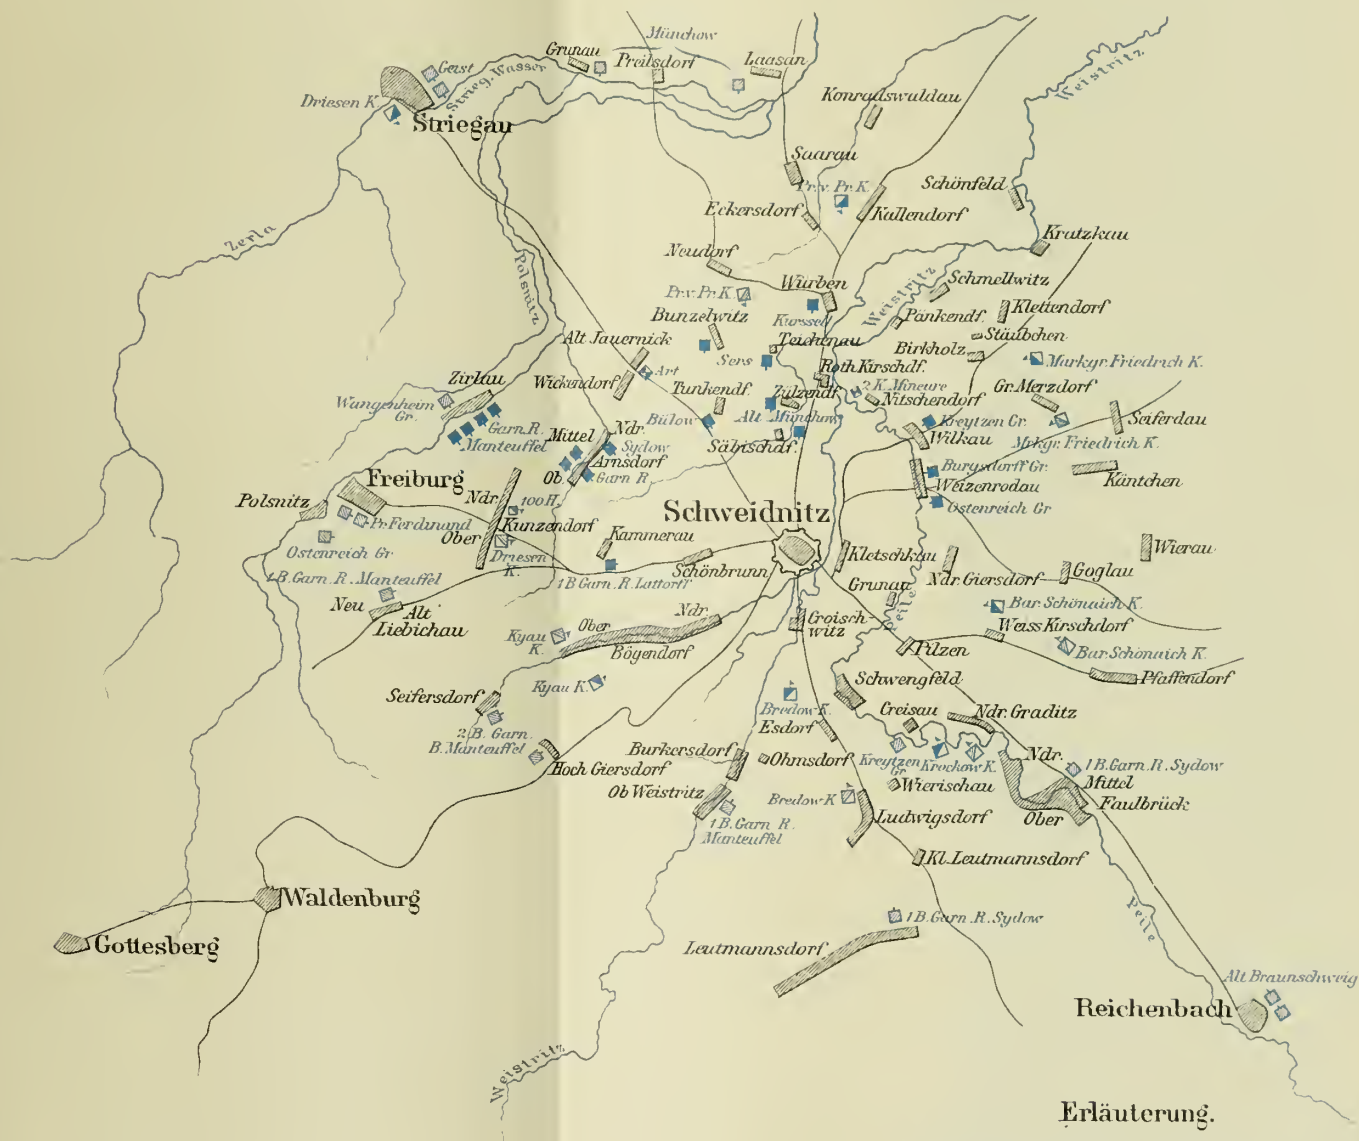 Münchow
Grunau
Preilsdorf
Laasan
Geist
Strieg. Wasser
Weistritz
Driesen K.
Striegau
Konradswaldau
Saarau
Pr. v. Pr. K.
Schönfeld
Eckersdorf
Kallendorf
Kratzkau
Zerla
Polsnitz
Neudorf
Würben
Weistritz
Schmellwitz
Pr. v. Pr. K.
Kurssel
Pänkendf.
Klettendorf
Bunzelwitz
Teichenau
Stäubchen
Alt Jauernick
Sers
Birkholz
Markgr. Friedrich K.
Art
Roth Kirschdf.
Zirlau
Wickendorf
Tunkendf.
Zülzendf.
2 K. Mineure
Nitschendorf
Gr. Merzdorf
Wangenheim
Gr.
Garn. R.
Manteuffel
Mittel
Ndr.
Bülow
Alt Münchow
Kreytzen Gr.
Seiferdau
Sydow
Säbischdf.
Wilkau
Mrkgr. Friedrich K.
Arnsdorf
Ob.
Garn R.
Burgsdorff Gr.
Käntchen
Freiburg
Weizenrodau
Polsnitz
Ndr
100 H.
Schweidnitz
Ostenreich Gr
Pr. Ferdinand
Kunzendorf
Ober
Kammerau
Ostenreich Gr
Driesen
K.
Schönbrunn
Kletschkau
Wierau
1 B. Garn. R. Manteuffel
1 B Garn. R. Lattorff
Grunau
Ndr. Giersdorf
Goglau
Neu
Alt
Liebichau
Ndr.
Croisch
witz
Peile
Bar. Schönaich K.
Kyau
K.
Ober
Bögendorf
Weiss Kirschdorf
Pilzen
Bar. Schönaich K.
Pfaffendorf
Kyau K.
Seifersdorf
Schwengfeld
Bredow K.
Creisau
Ndr. Graditz
Esdorf
2 B. Garn.
B. Manteuffel
Burkersdorf
Ohmsdorf
Kreytzen
Gr
Krockow K.
Ndr.
1 B. Garn. R. Sydow
Hoch Giersdorf
Wierischau
Mittel
Ob Weistritz
Bredow K
Faulbrück
Ober
1 B. Garn R.
Manteuffel
Ludwigsdorf
Kl. Leutmannsdorf
Waldenburg
1 B. Garn. R. Sydow
Peile
Gottesberg
Leutmannsdorf
Alt Braunschweig
Reichenbach
Weistritz
Erläuterung.